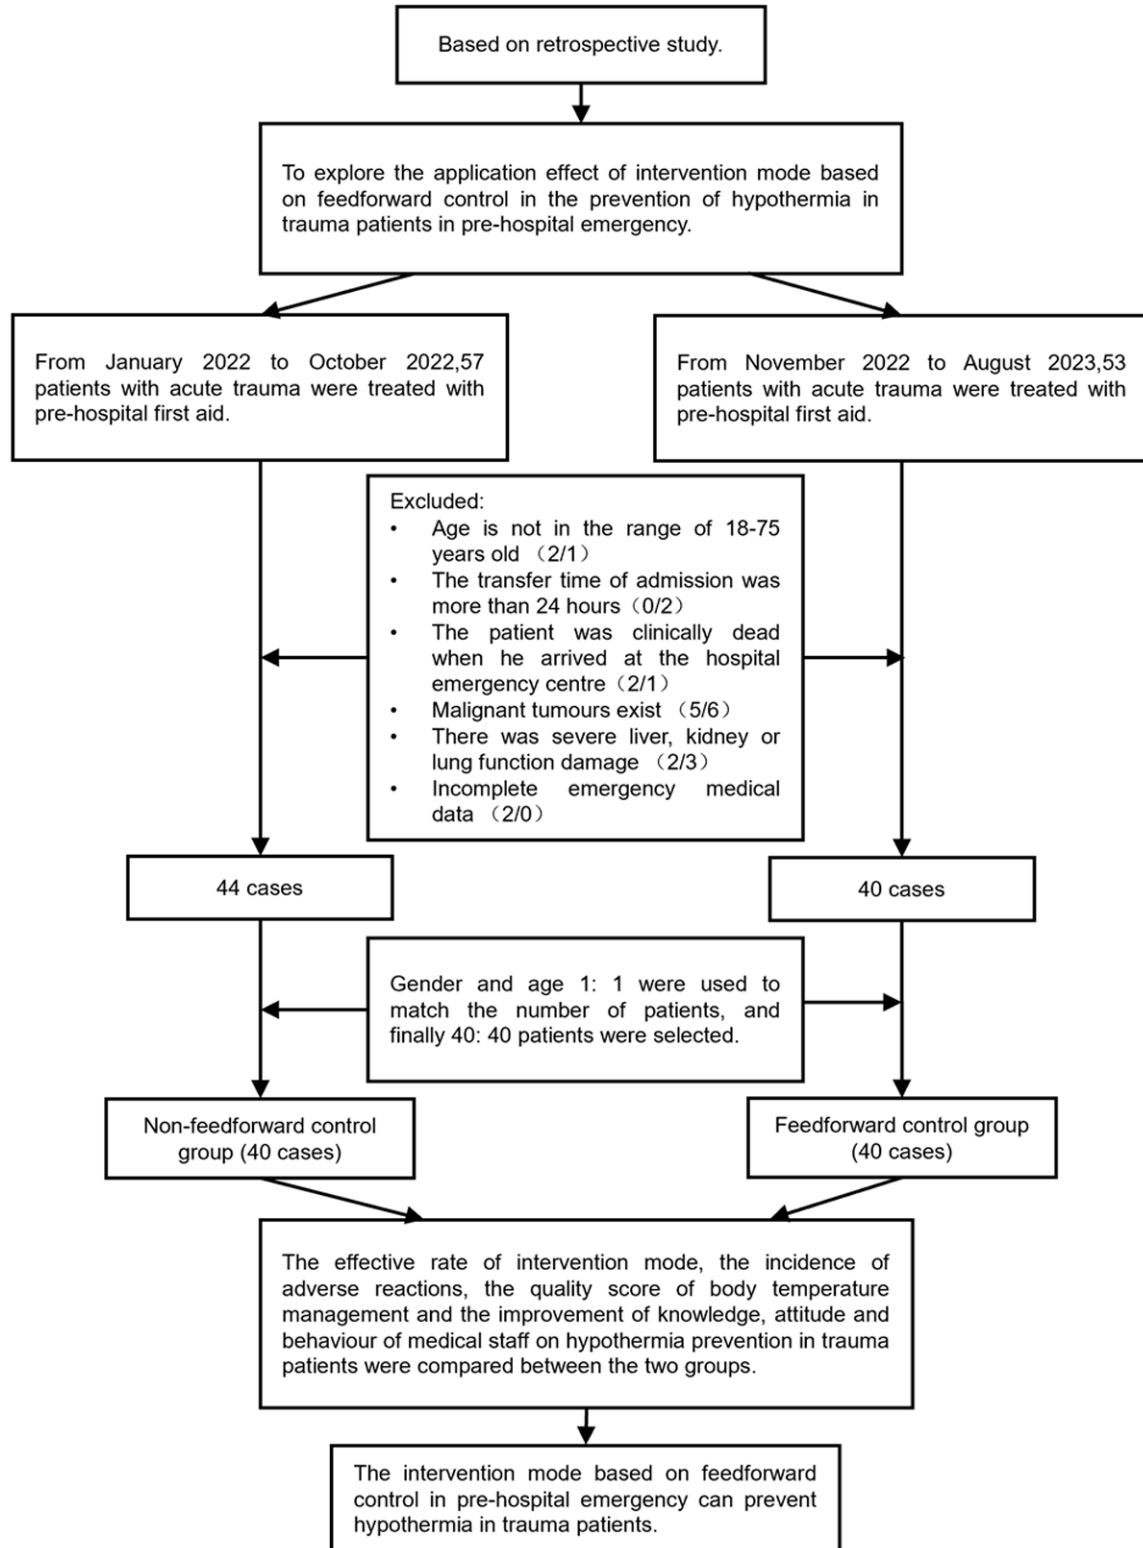 Based on retrospective study.
To explore the application effect of intervention mode based
on feedforward control in the prevention of hypothermia in
trauma patients in pre-hospital emergency.
From January 2022 to October 2022,57
patients with acute trauma were treated with
pre-hospital first aid.
From November 2022 to August 2023,53
patients with acute trauma were treated with
pre-hospital first aid.
Excluded:
• Age is not in the range of 18-75
years old （2/1）
• The transfer time of admission was
more than 24 hours（0/2）
• The patient was clinically dead
when he arrived at the hospital
emergency centre（2/1）
• Malignant tumours exist （5/6）
• There was severe liver, kidney or
lung function damage （2/3）
• Incomplete emergency medical
data （2/0）
44 cases
40 cases
Gender and age 1: 1 were used to
match the number of patients, and
finally 40: 40 patients were selected.
Non-feedforward control
group (40 cases)
Feedforward control group
(40 cases)
The effective rate of intervention mode, the incidence of
adverse reactions, the quality score of body temperature
management and the improvement of knowledge, attitude and
behaviour of medical staff on hypothermia prevention in trauma
patients were compared between the two groups.
The intervention mode based on feedforward
control in pre-hospital emergency can prevent
hypothermia in trauma patients.